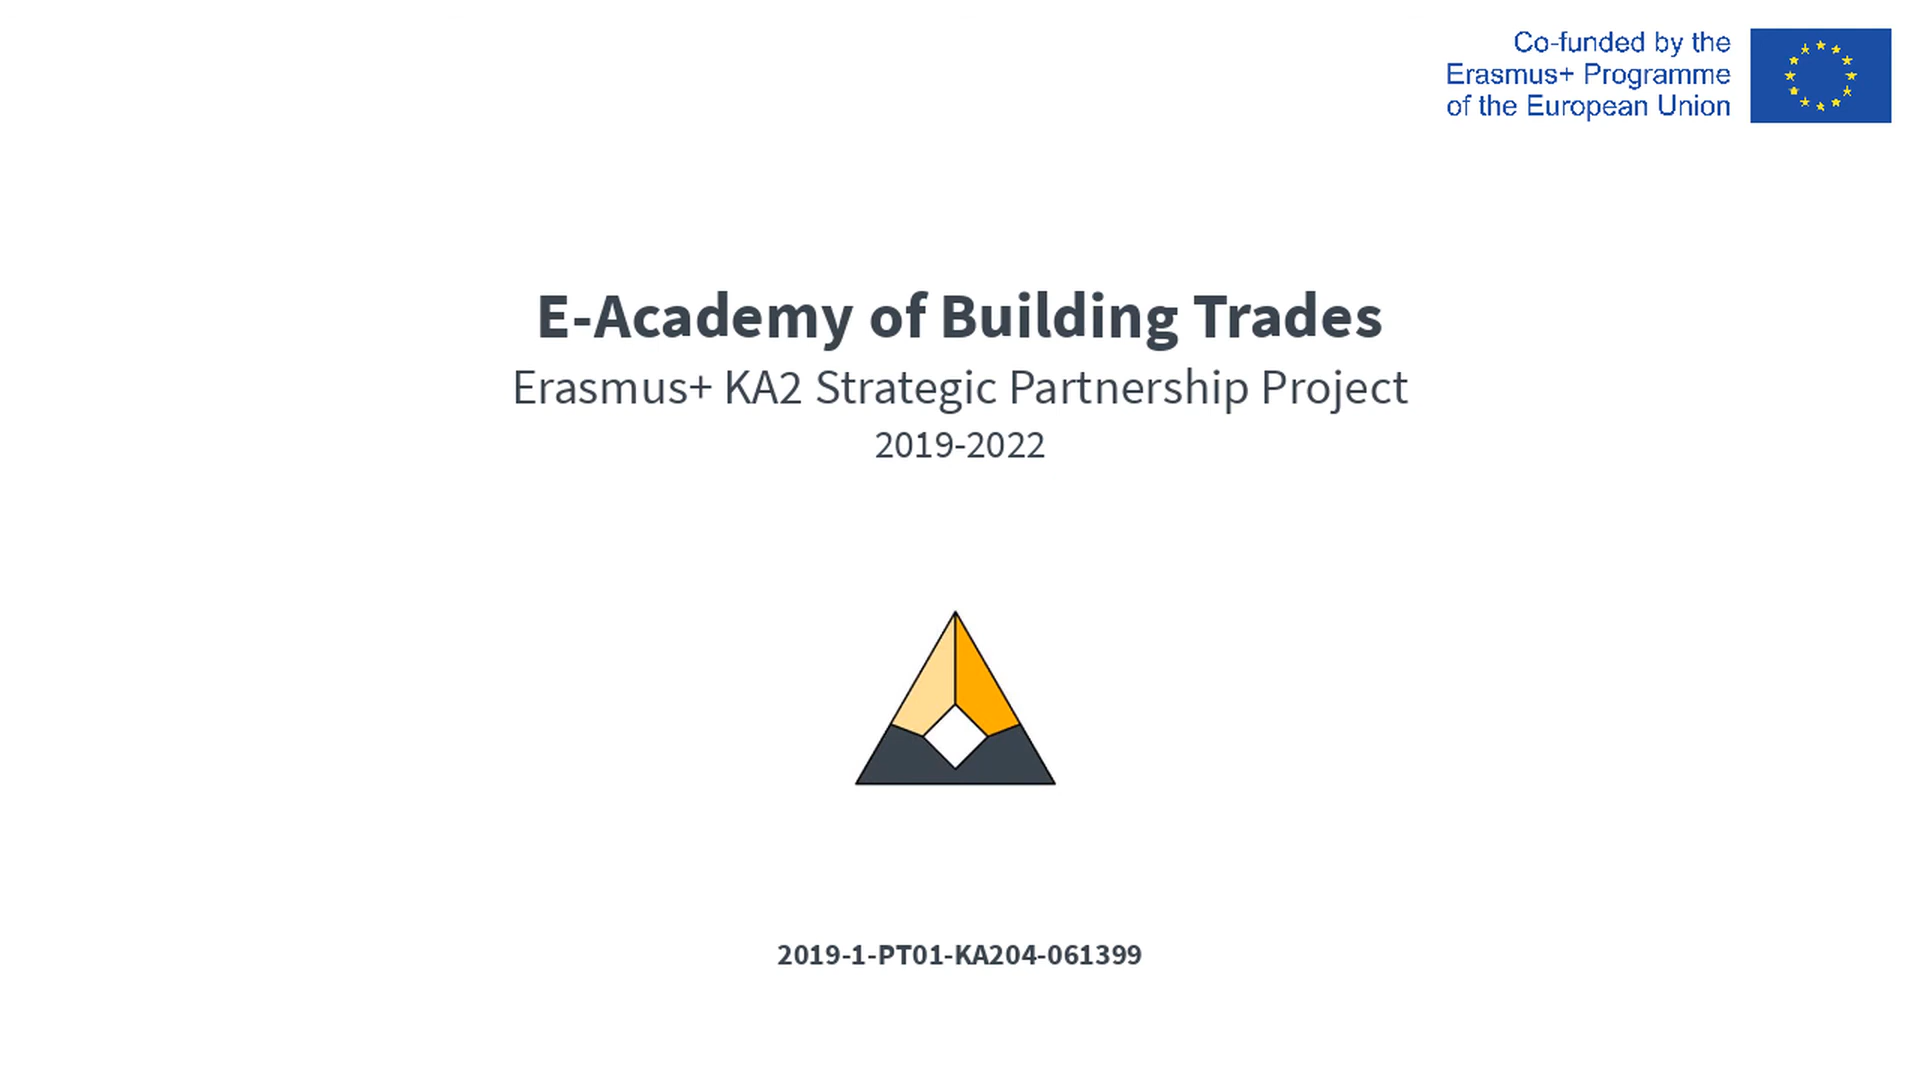 Co-funded by the
Erasmus+ Programme
of the European Union
E-Academy of Building Trades
Erasmus+ KA2 Strategic Partnership Project
2019-2022
2019-1-PT01-KA204-061399